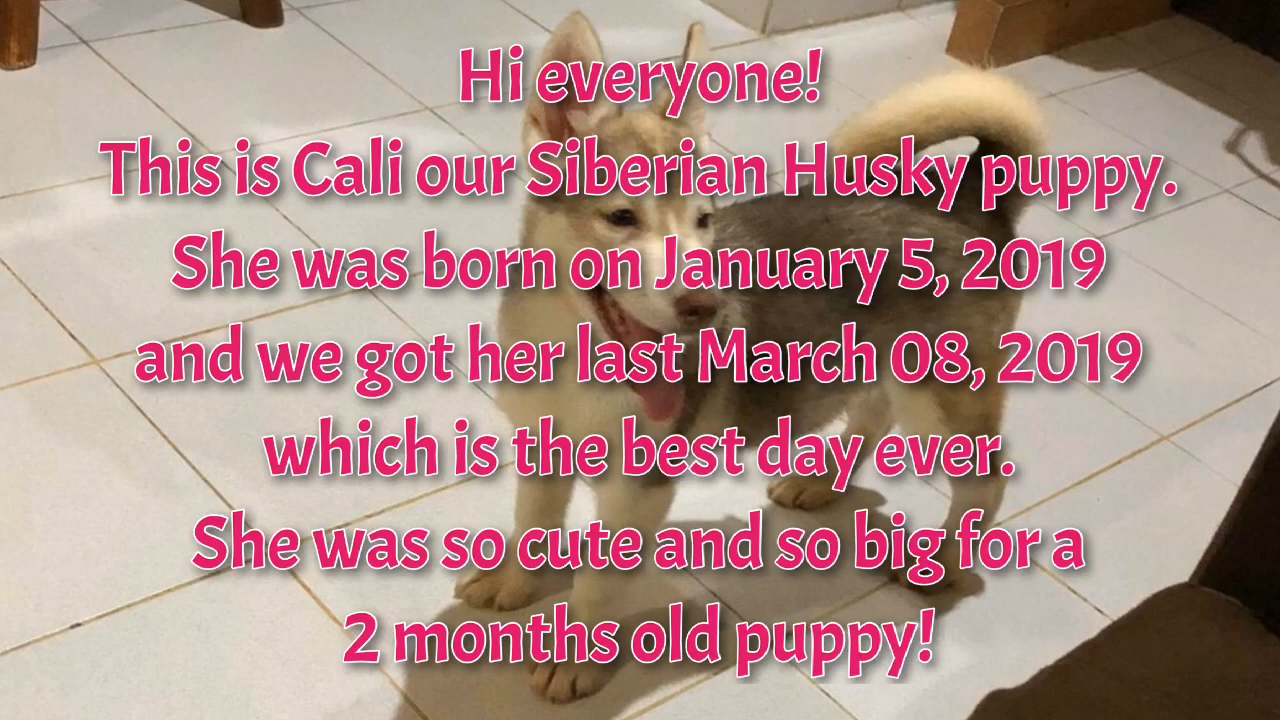 Hi everyone!
This is Cali our Siberian Husky puppy.
She was born on January 5, 2019
and we got her last March 08, 2019
which is the best day ever.
She was so cute and so big for a
2 months old puppy!